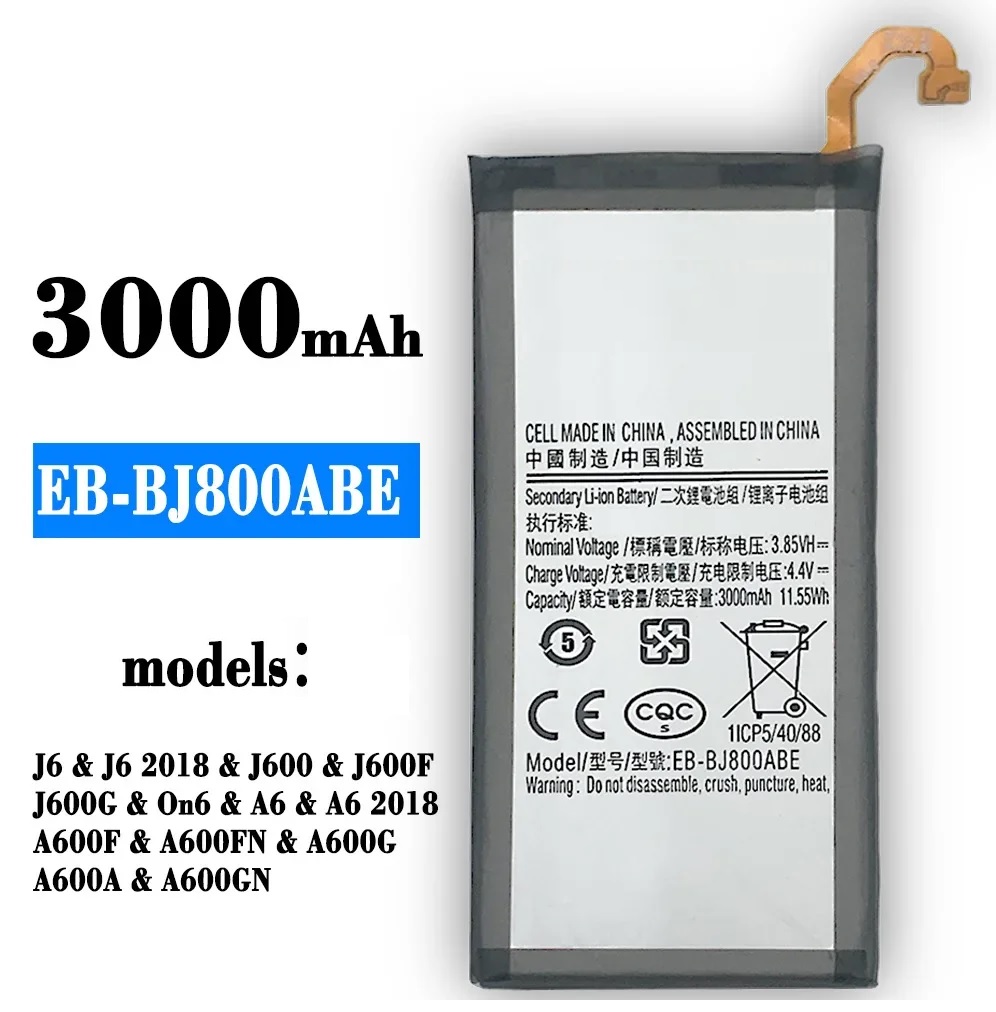 3000mAh
EB-BJ800ABE
models:
J6 & J6 2018 & J600 & J600F
J600G & On6 & A6 & A6 2018
A600F & A600FN & A600G
A600A & A600GN
CELL MADE IN CHINA , ASSEMBLED IN CHINA
中國制造/中国制造
Secondary Li-ion Battery/二次鋰電池組/锂离子电池组
执行标准:
Nominal Voltage /標稱電壓/标称电压: 3.85VH⎓
Charge Voltage/充電限制電壓/充电限制电压:4.4V⎓
Capacity/額定電容量/额定电容量:3000mAh 11.55Wh
5
CE
CQC
S
1ICP5/40/88
Model/型号/型號:EB-BJ800ABE
Warning : Do not disassemble, crush, puncture, heat,